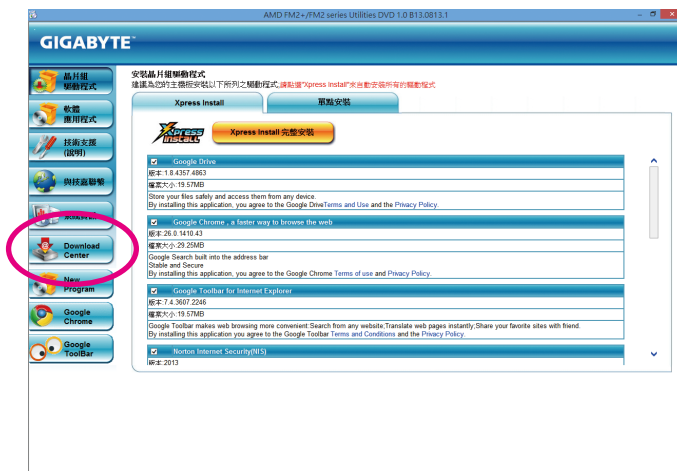 AMD FM2+/FM2 series Utilities DVD 1.0 B13.0813.1
GIGABYTE™
晶片組
驅動程式
軟體
應用程式
技術支援
(說明)
與技嘉聯繫
系統資訊
Download
Center
New
Program
Google
Chrome
Google
ToolBar
安裝晶片組驅動程式
建議為您的主機板安裝以下所列之驅動程式,請點選"Xpress Install"來自動安裝所有的驅動程式
Xpress Install
單點安裝
Xpress
INSTALL
Xpress Install 完整安裝
Google Drive
版本:1.8.4357.4863
檔案大小:19.57MB
Store your files safely and access them from any device.
By installing this application, you agree to the Google DriveTerms and Use and the Privacy Policy.
Google Chrome , a faster way to browse the web
版本:26.0.1410.43
檔案大小:29.25MB
Google Search built into the address bar
Stable and Secure
By installing this application, you agree to the Google Chrome Terms of use and Privacy Policy.
Google Toolbar for Internet Explorer
版本:7.4.3607.2246
檔案大小:19.57MB
Google Toolbar makes web browsing more convenient:Search from any website;Translate web pages instantly;Share your favorite sites with friend.
By installing this application you agree to the Google Toolbar Terms and Conditions and the Privacy Policy.
Norton Internet Security(NIS)
版本:2013